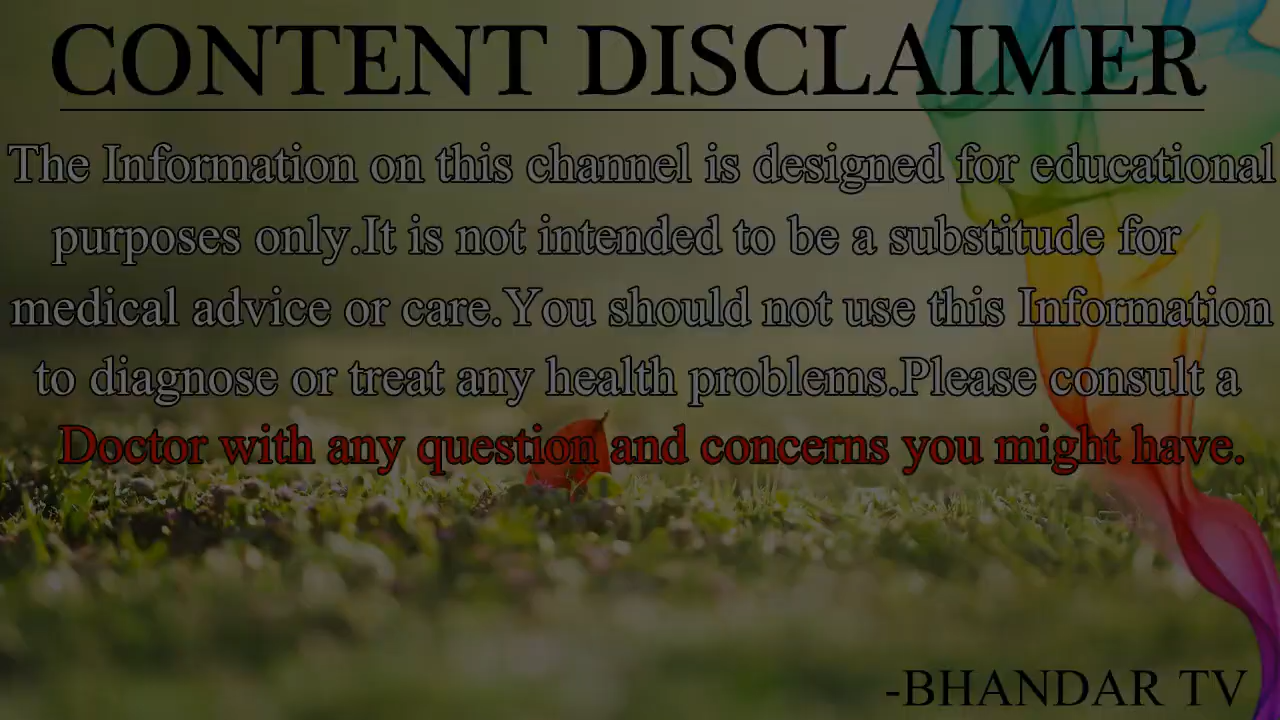 CONTENT DISCLAIMER
The Information on this channel is designed for educational
purposes only.It is not intended to be a substitude for
medical advice or care.You should not use this Information
to diagnose or treat any health problems.Please consult a
Doctor with any question and concerns you might have.
-BHANDAR TV